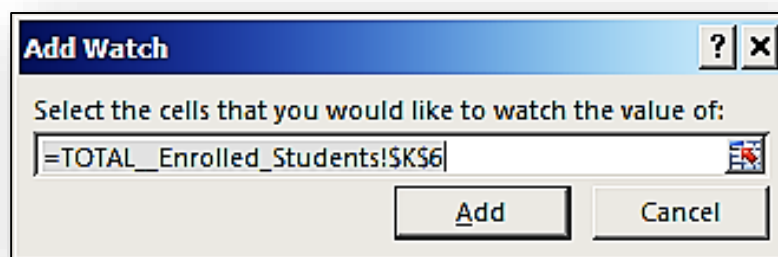 Add Watch
? X
Select the cells that you would like to watch the value of:
=TOTAL__Enrolled_Students!$K$6
Add Cancel